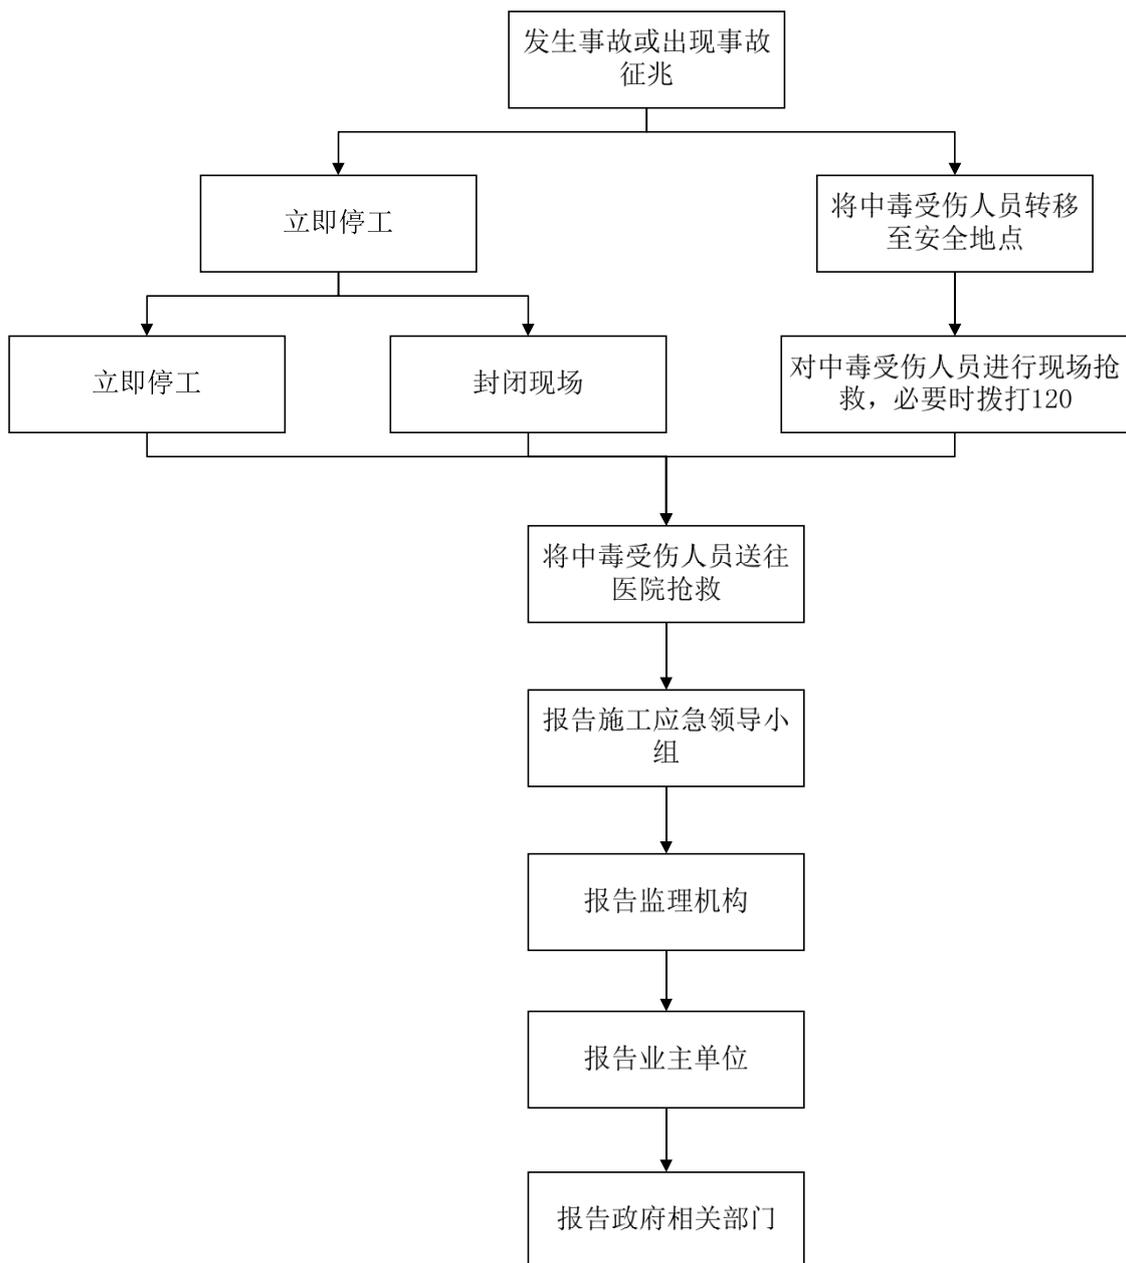 发生事故或出现事故
征兆
立即停工
将中毒受伤人员转移
至安全地点
立即停工
封闭现场
对中毒受伤人员进行现场抢
救，必要时拨打120
将中毒受伤人员送往
医院抢救
报告施工应急领导小
组
报告监理机构
报告业主单位
报告政府相关部门